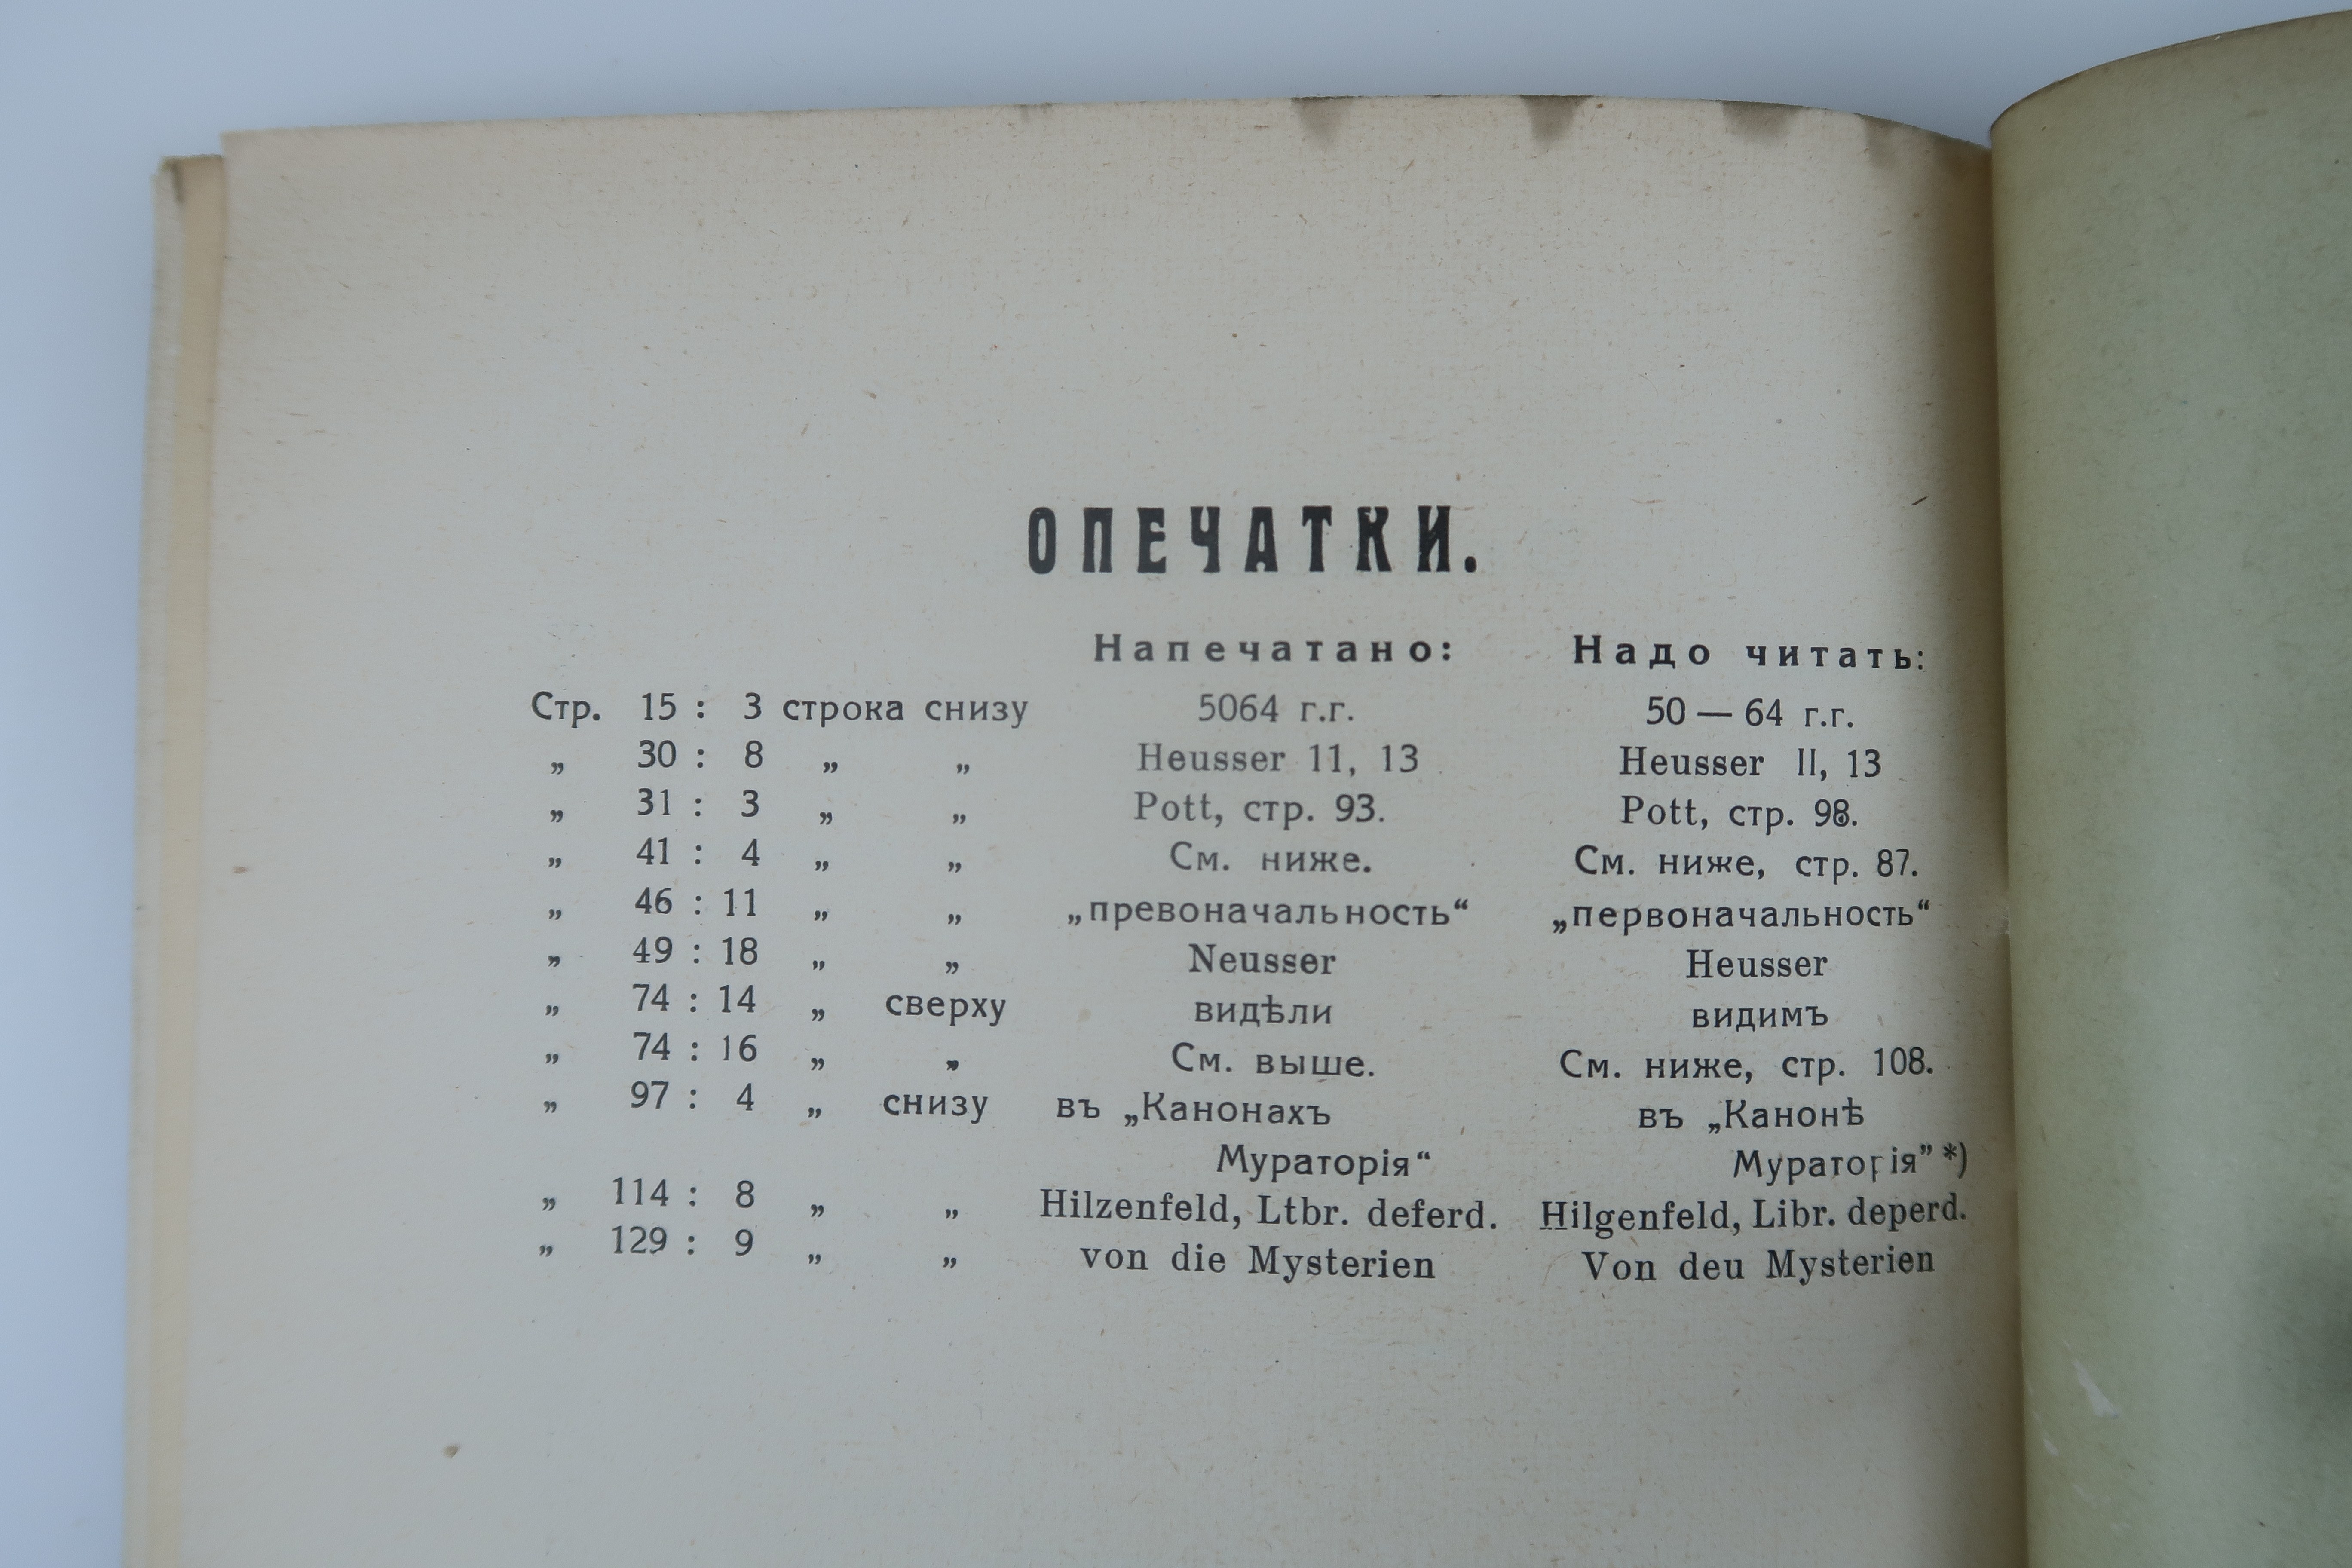 ОПЕЧАТКИ.
Напечатано: Надо читать:
Стр. 15 : 3 строка снизу 5064 г.г. 50 — 64 г.г.
„ 30 : 8 „ „ Heusser 11, 13 Heusser II, 13
„ 31 : 3 „ „ Pott, стр. 93. Pott, стр. 98.
„ 41 : 4 „ „ См. ниже. См. ниже, стр. 87.
„ 46 : 11 „ „ „превоначальность“ „первоначальность“
„ 49 : 18 „ „ Neusser Heusser
„ 74 : 14 „ сверху видѣли видимъ
„ 74 : 16 „ „ См. выше. См. ниже, стр. 108.
„ 97 : 4 „ снизу въ „Канонахъ въ „Канонѣ
Мураторія“ Мураторія” *)
„ 114 : 8 „ „ Hilzenfeld, Ltbr. deferd. Hilgenfeld, Libr. deperd.
„ 129 : 9 „ „ von die Mysterien Von deu Mysterien